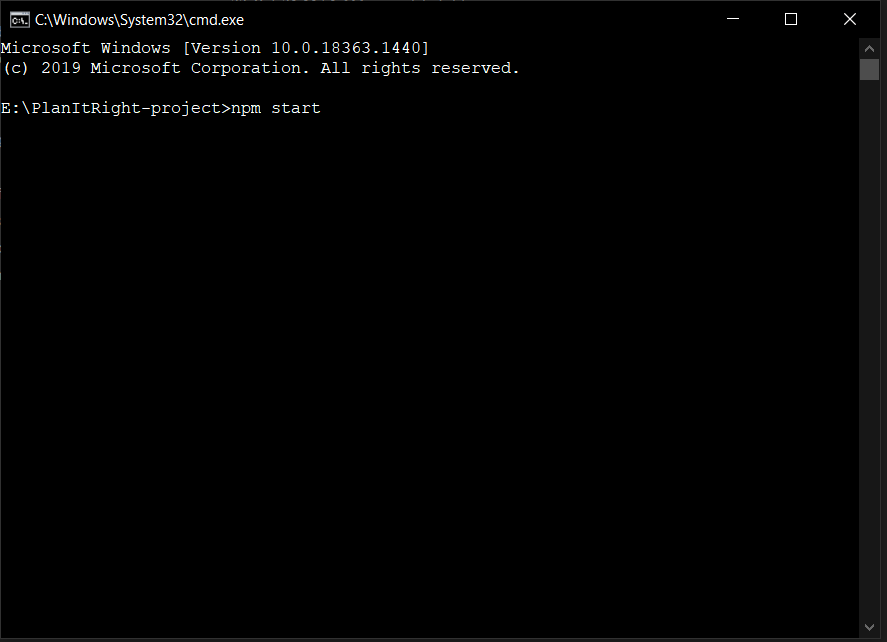 C:\Windows\System32\cmd.exe
Microsoft Windows [Version 10.0.18363.1440]
(c) 2019 Microsoft Corporation. All rights reserved.
E:\PlanItRight-project>npm start